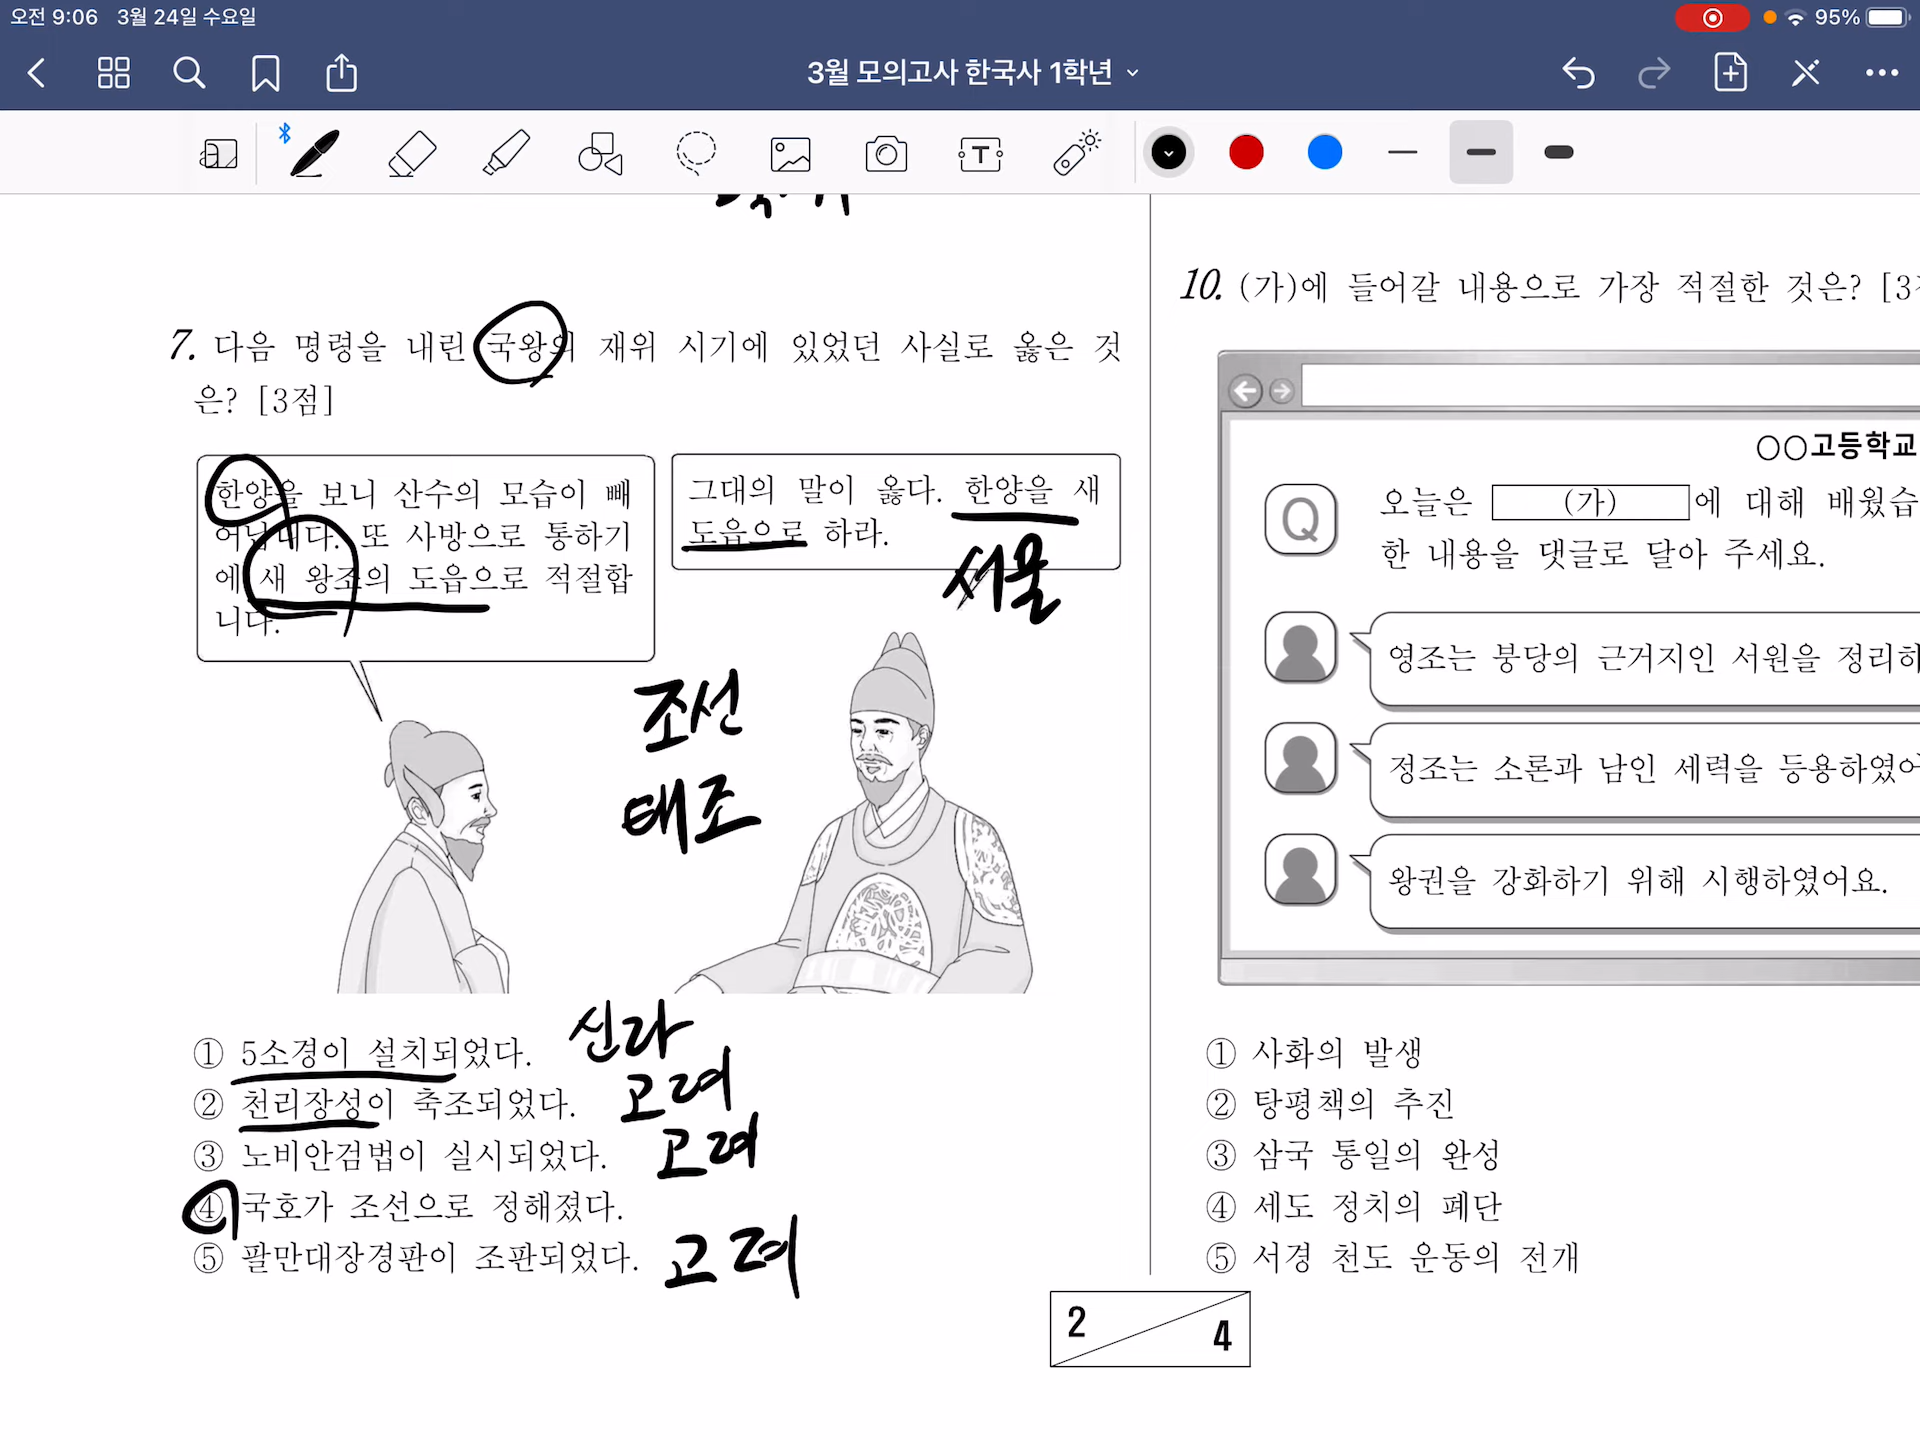 오전 9:06 3월 24일 수요일
95%
3월 모의고사 한국사 1학년
7. 다음 명령을 내린 국왕의 재위 시기에 있었던 사실로 옳은 것
은? [3점]
한양을 보니 산수의 모습이 빼
어납니다. 또 사방으로 통하기
에 새 왕조의 도읍으로 적절합
니다.
그대의 말이 옳다. 한양을 새
도읍으로 하라.
서울
조선
태조
① 5소경이 설치되었다. 신라
② 천리장성이 축조되었다. 고려
③ 노비안검법이 실시되었다. 고려
④ 국호가 조선으로 정해졌다.
⑤ 팔만대장경판이 조판되었다. 고려
10. (가)에 들어갈 내용으로 가장 적절한 것은? [3
○○고등학교
Q
오늘은 (가)에 대해 배웠습
한 내용을 댓글로 달아 주세요.
영조는 붕당의 근거지인 서원을 정리하
정조는 소론과 남인 세력을 등용하였어
왕권을 강화하기 위해 시행하였어요.
① 사화의 발생
② 탕평책의 추진
③ 삼국 통일의 완성
④ 세도 정치의 폐단
⑤ 서경 천도 운동의 전개
2
4